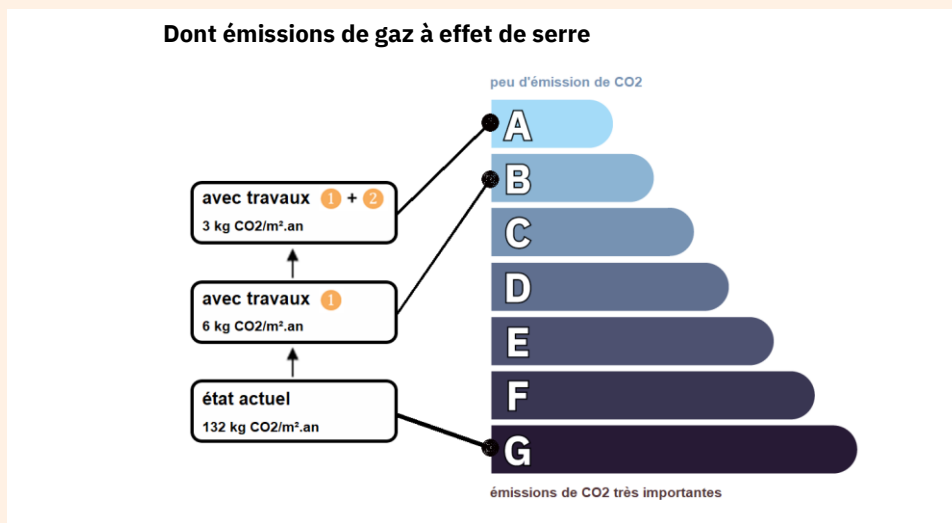 Dont émissions de gaz à effet de serre
peu d'émission de CO2
A
B
C
D
E
F
G
émissions de CO2 très importantes
avec travaux 1 + 2
3 kg CO2/m².an
avec travaux 1
6 kg CO2/m².an
état actuel
132 kg CO2/m².an